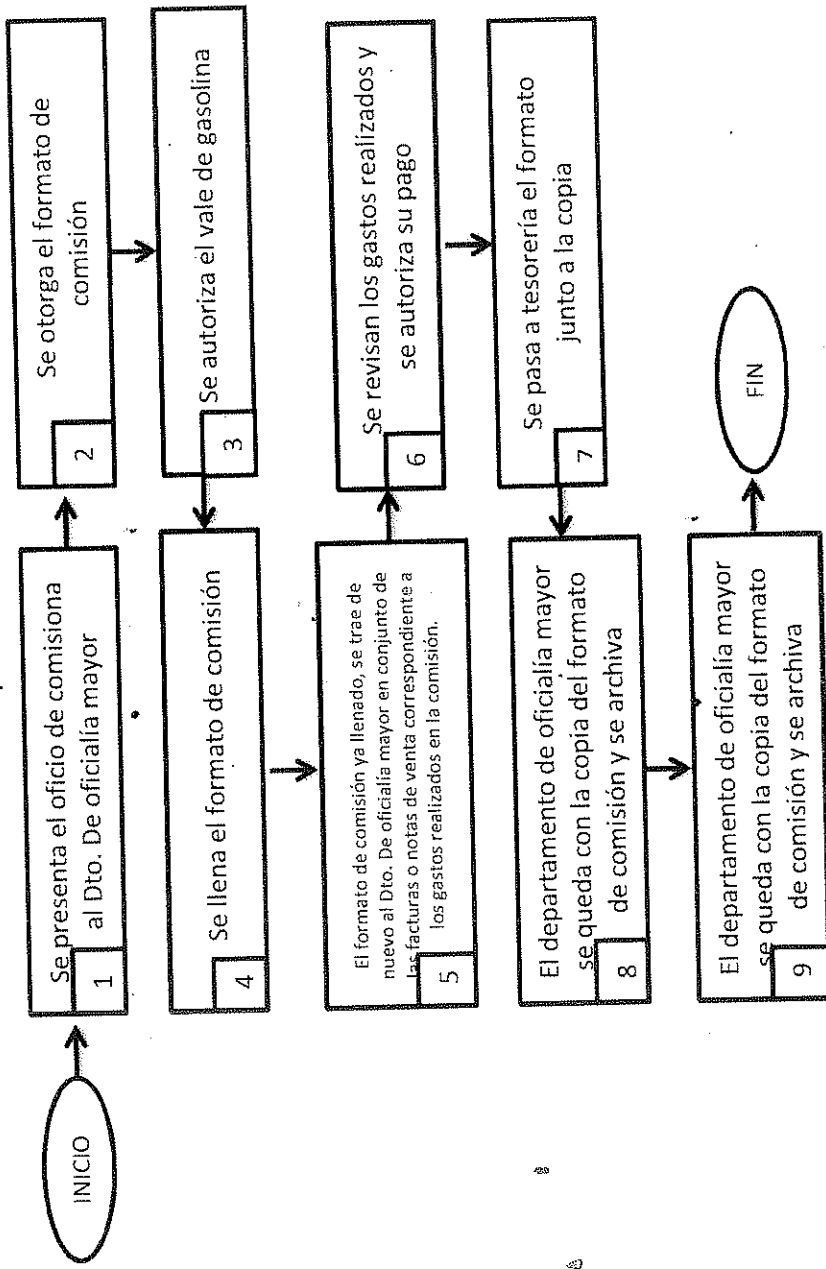 INICIO
Se presenta el oficio de comisiona
al Dto. De oficialía mayor
1
Se otorga el formato de
comisión
2
Se autoriza el vale de gasolina
3
Se llena el formato de comisión
4
El formato de comisión ya llenado, se trae de
nuevo al Dto. De oficialía mayor en conjunto de
las facturas o notas de venta correspondiente a
los gastos realizados en la comisión.
5
Se revisan los gastos realizados y
se autoriza su pago
6
Se pasa a tesorería el formato
junto a la copia
7
El departamento de oficialía mayor
se queda con la copia del formato
de comisión y se archiva
8
El departamento de oficialía mayor
se queda con la copia del formato
de comisión y se archiva
9
FIN